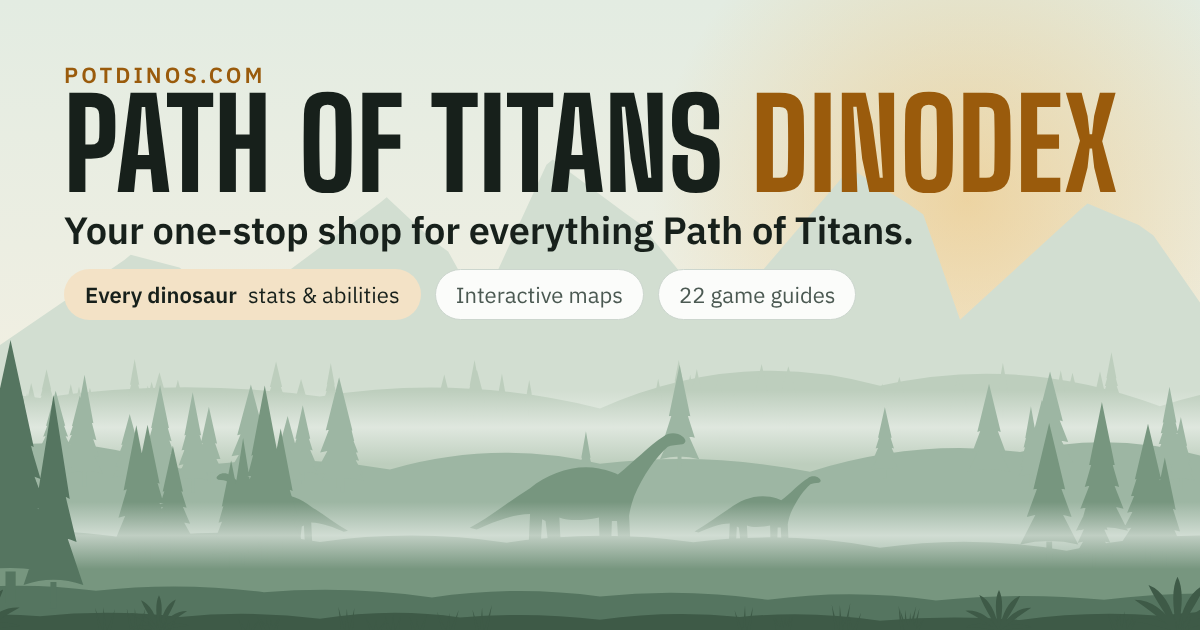 POTDINOS.COM
PATH OF TITANS DINODEX
Your one-stop shop for everything Path of Titans.
Every dinosaur stats & abilities
Interactive maps
22 game guides